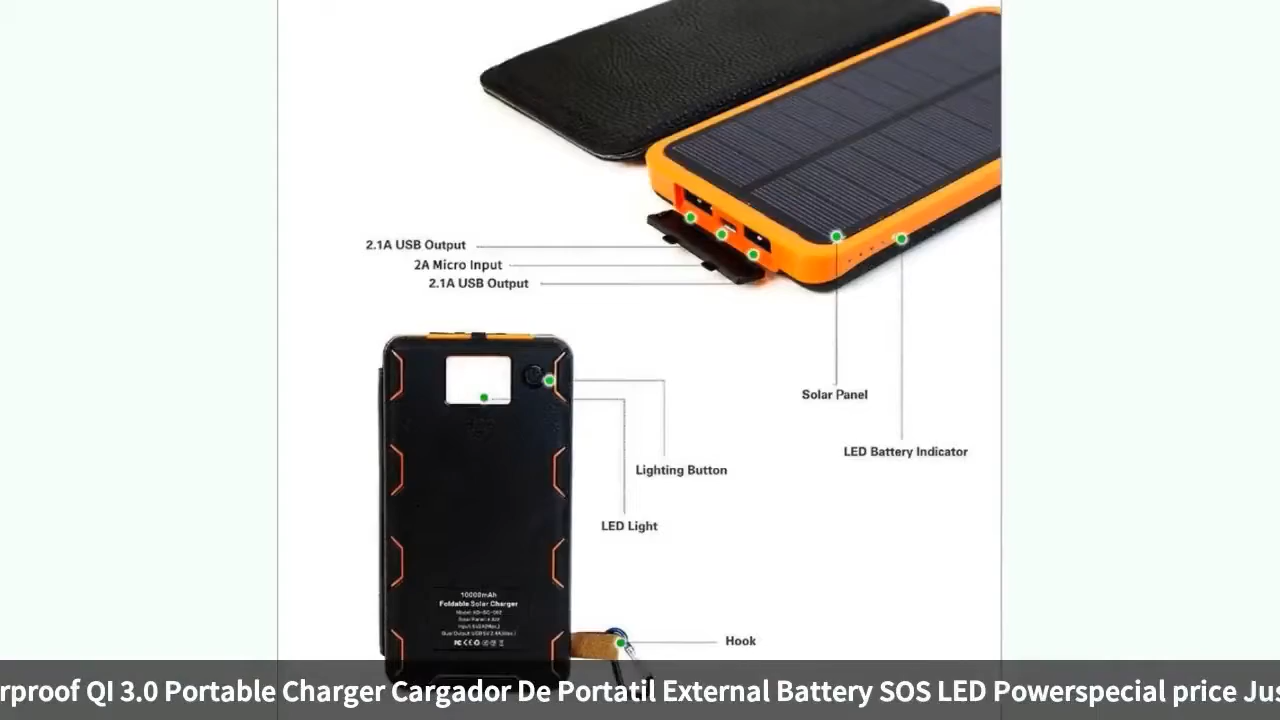 2.1A USB Output
2A Micro Input
2.1A USB Output
Solar Panel
LED Battery Indicator
Lighting Button
LED Light
10000mAh
Foldable Solar Charger
Hook
rproof QI 3.0 Portable Charger Cargador De Portatil External Battery SOS LED Powerspecial price Jus